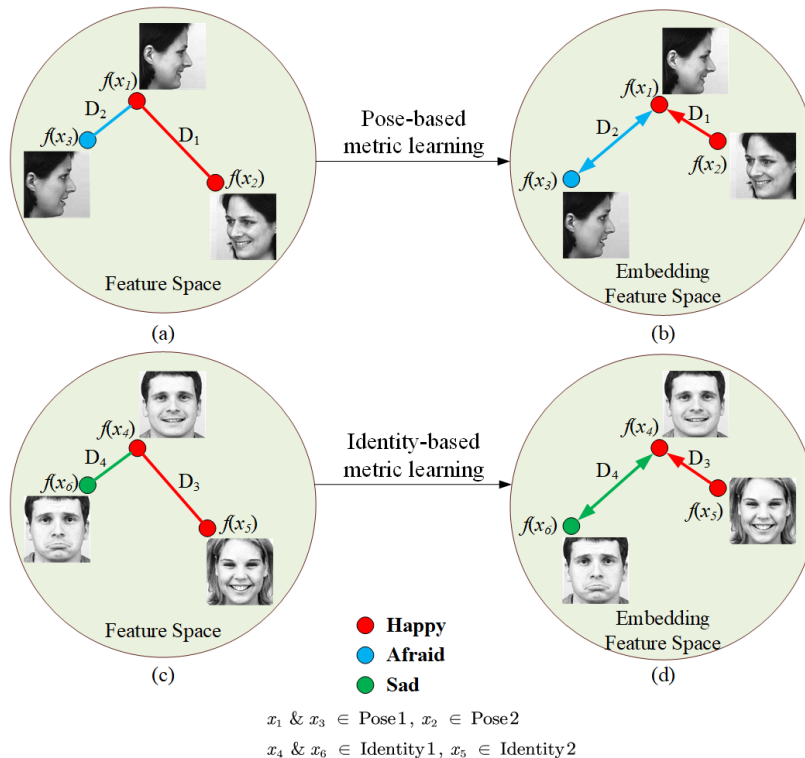 f(x1)
D2
f(x3)
D1
f(x2)
Feature Space
(a)
Pose-based
metric learning
f(x1)
D2
D1
f(x2)
f(x3)
Embedding
Feature Space
(b)
f(x4)
D4
f(x6)
D3
f(x5)
Feature Space
(c)
Identity-based
metric learning
f(x4)
D4
D3
f(x5)
f(x6)
Embedding
Feature Space
(d)
Happy
Afraid
Sad
x1 & x3 ∈ Pose1, x2 ∈ Pose2
x4 & x6 ∈ Identity1, x5 ∈ Identity2